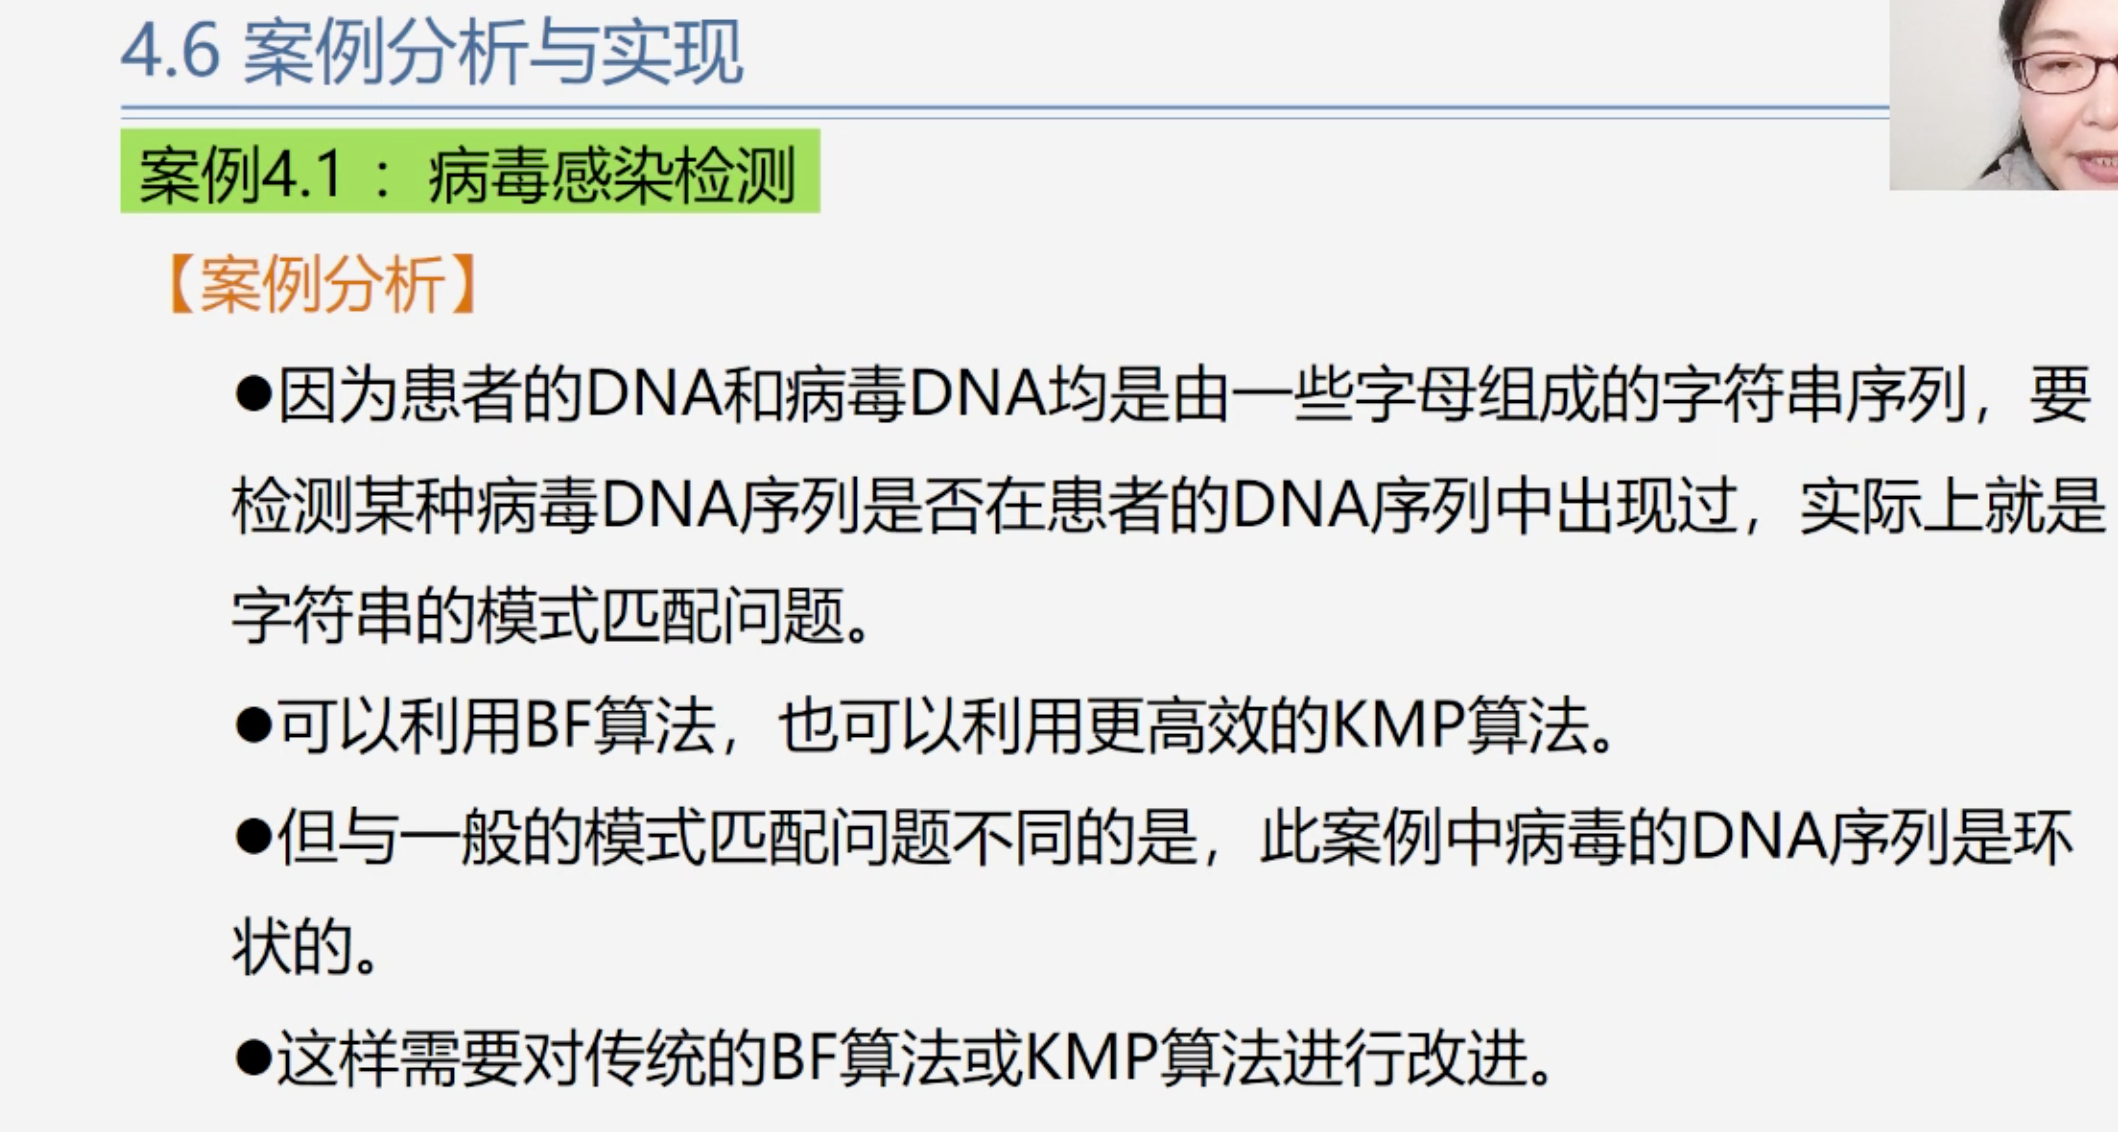 4.6 案例分析与实现
案例4.1：病毒感染检测
【案例分析】
●因为患者的DNA和病毒DNA均是由一些字母组成的字符串序列，要
检测某种病毒DNA序列是否在患者的DNA序列中出现过，实际上就是
字符串的模式匹配问题。
●可以利用BF算法，也可以利用更高效的KMP算法。
●但与一般的模式匹配问题不同的是，此案例中病毒的DNA序列是环
状的。
●这样需要对传统的BF算法或KMP算法进行改进。